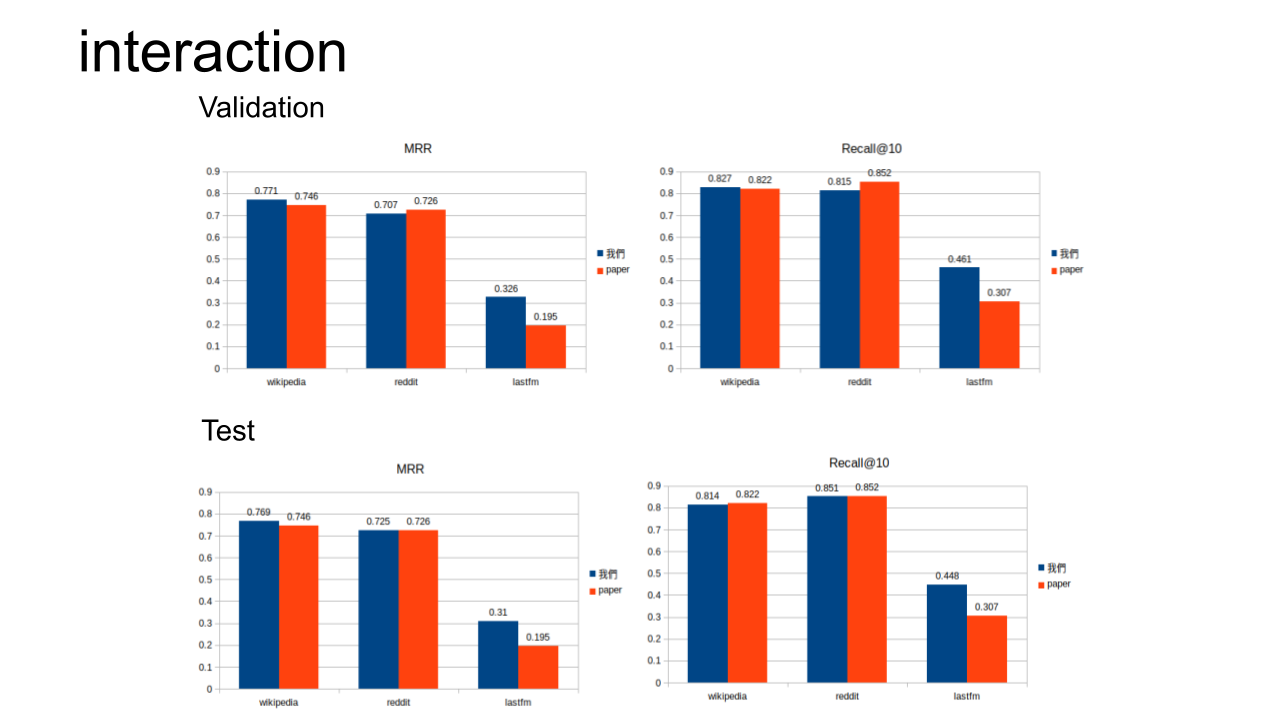 interaction
Validation
MRR
0.9
0.8
0.7
0.6
0.5
0.4
0.3
0.2
0.1
0
0.771
0.746
0.707
0.726
0.326
0.195
wikipedia
reddit
lastfm
我們
paper
Recall@10
0.9
0.8
0.7
0.6
0.5
0.4
0.3
0.2
0.1
0
0.827
0.822
0.815
0.852
0.461
0.307
wikipedia
reddit
lastfm
我們
paper
Test
MRR
0.9
0.8
0.7
0.6
0.5
0.4
0.3
0.2
0.1
0
0.769
0.746
0.725
0.726
0.31
0.195
wikipedia
reddit
lastfm
我們
paper
Recall@10
0.9
0.8
0.7
0.6
0.5
0.4
0.3
0.2
0.1
0
0.814
0.822
0.851
0.852
0.448
0.307
wikipedia
reddit
lastfm
我們
paper